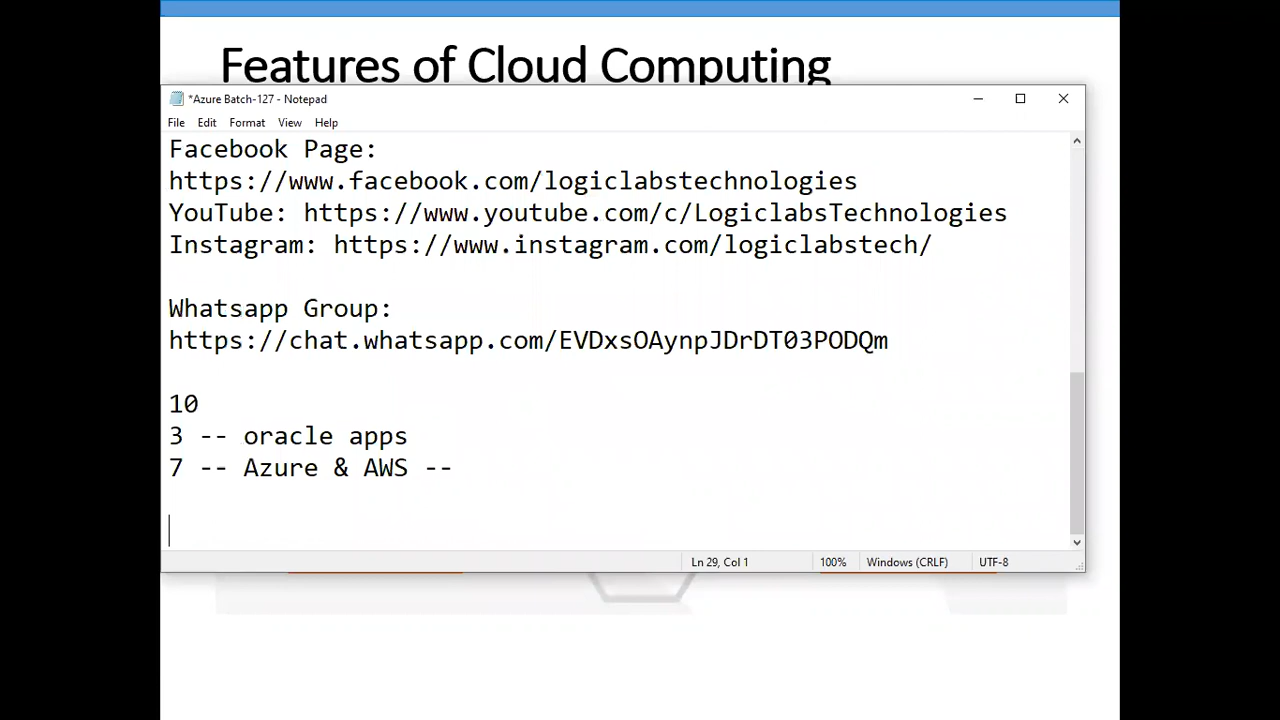 Features of Cloud Computing
*Azure Batch-127 - Notepad
File Edit Format View Help
Facebook Page:
https://www.facebook.com/logiclabstechnologies
YouTube: https://www.youtube.com/c/LogiclabsTechnologies
Instagram: https://www.instagram.com/logiclabstech/
Whatsapp Group:
https://chat.whatsapp.com/EVDxsOAynpJDrDT03PODQm
10
3 -- oracle apps
7 -- Azure & AWS --
Ln 29, Col 1 100% Windows (CRLF) UTF-8